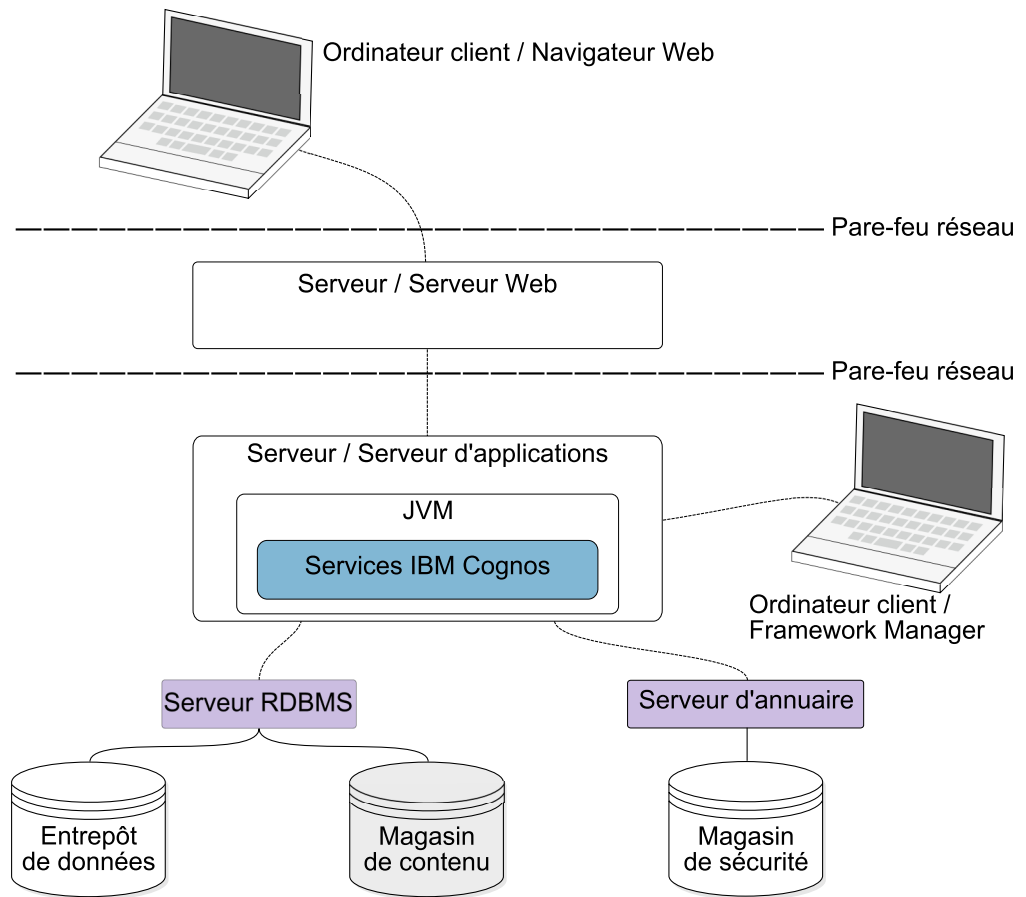 Ordinateur client / Navigateur Web
Pare-feu réseau
Serveur / Serveur Web
Pare-feu réseau
Serveur / Serveur d'applications
JVM
Services IBM Cognos
Ordinateur client /
Framework Manager
Serveur RDBMS
Serveur d'annuaire
Entrepôt
de données
Magasin
de contenu
Magasin
de sécurité